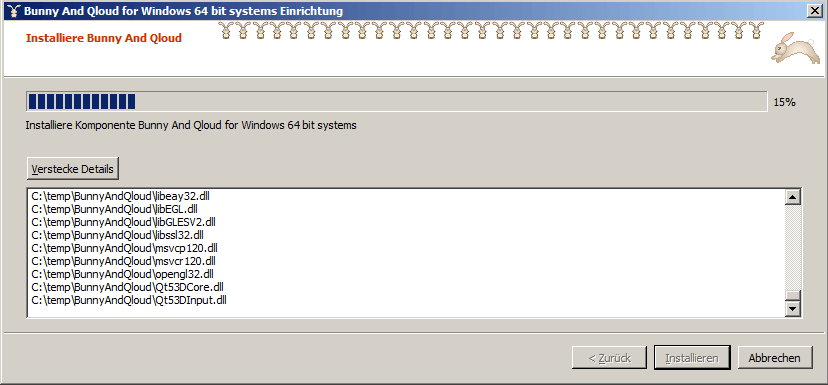 Bunny And Qloud for Windows 64 bit systems Einrichtung
Installiere Bunny And Qloud
15%
Installiere Komponente Bunny And Qloud for Windows 64 bit systems
Verstecke Details
C:\temp\BunnyAndQloud\libeay32.dll
C:\temp\BunnyAndQloud\libEGL.dll
C:\temp\BunnyAndQloud\libGLESV2.dll
C:\temp\BunnyAndQloud\libssl32.dll
C:\temp\BunnyAndQloud\msvcp120.dll
C:\temp\BunnyAndQloud\msvcr120.dll
C:\temp\BunnyAndQloud\opengl32.dll
C:\temp\BunnyAndQloud\Qt53DCore.dll
C:\temp\BunnyAndQloud\Qt53DInput.dll
< Zurück Installieren Abbrechen